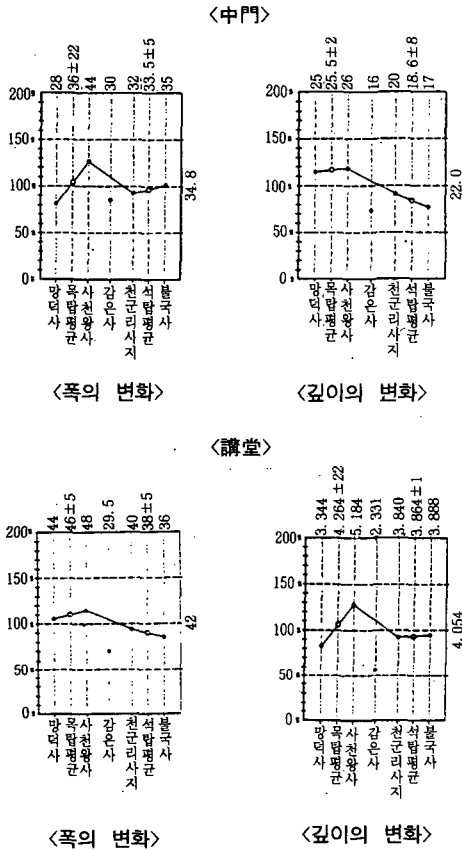 〈中門〉
28 36±22 44 30 32 33.5±5 35
200%
150%
100%
50%
0%
34.8
망덕사 목탑평균 사천왕사 감은사 천군리사지 석탑평균 불국사
〈폭의 변화〉
25 25.5±2 26 16 20 18.6±8 17
200%
150%
100%
50%
0%
22.0
망덕사 목탑평균 사천왕사 감은사 천군리사지 석탑평균 불국사
〈깊이의 변화〉
〈講堂〉
44 46±5 48 29.5 40 38±5 36
200%
150%
100%
50%
0%
42
망덕사 목탑평균 사천왕사 감은사 천군리사지 석탑평균 불국사
〈폭의 변화〉
3.344 4.264±22 5.184 2.331 3.840 3.864±1 3.888
200%
150%
100%
50%
0%
4.054
망덕사 목탑평균 사천왕사 감은사 천군리사지 석탑평균 불국사
〈깊이의 변화〉